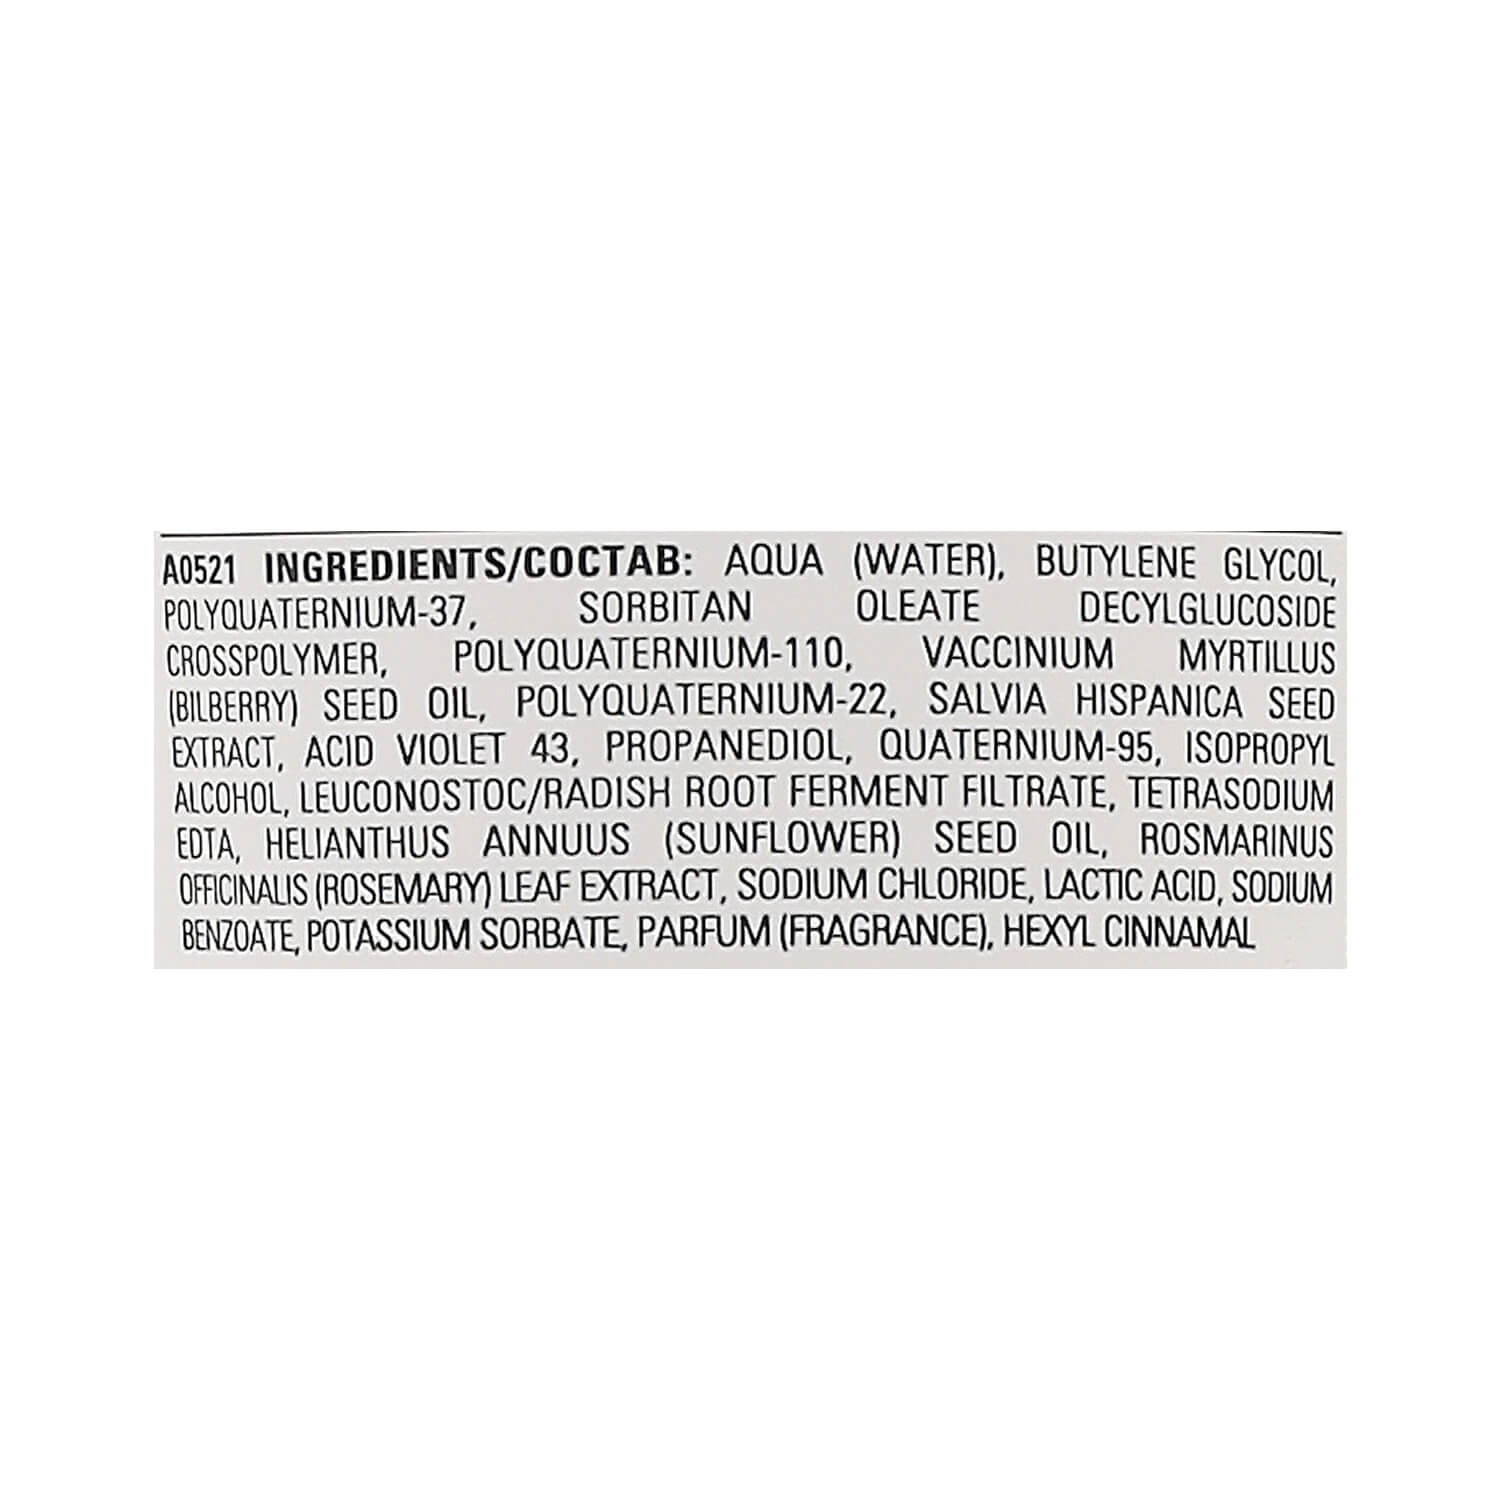 A0521 INGREDIENTS/СОСТАВ: AQUA (WATER), BUTYLENE GLYCOL,
POLYQUATERNIUM-37, SORBITAN OLEATE DECYLGLUCOSIDE
CROSSPOLYMER, POLYQUATERNIUM-110, VACCINIUM MYRTILLUS
(BILBERRY) SEED OIL, POLYQUATERNIUM-22, SALVIA HISPANICA SEED
EXTRACT, ACID VIOLET 43, PROPANEDIOL, QUATERNIUM-95, ISOPROPYL
ALCOHOL, LEUCONOSTOC/RADISH ROOT FERMENT FILTRATE, TETRASODIUM
EDTA, HELIANTHUS ANNUUS (SUNFLOWER) SEED OIL, ROSMARINUS
OFFICINALIS (ROSEMARY) LEAF EXTRACT, SODIUM CHLORIDE, LACTIC ACID, SODIUM
BENZOATE, POTASSIUM SORBATE, PARFUM (FRAGRANCE), HEXYL CINNAMAL